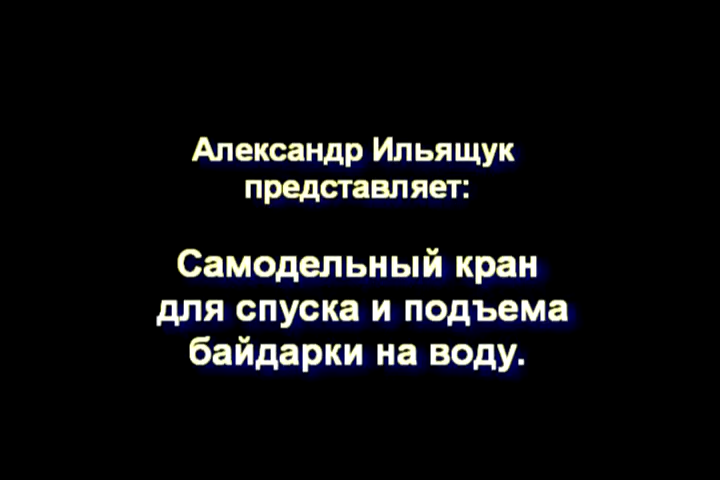 Александр Ильящук
представляет:
Самодельный кран
для спуска и подъема
байдарки на воду.